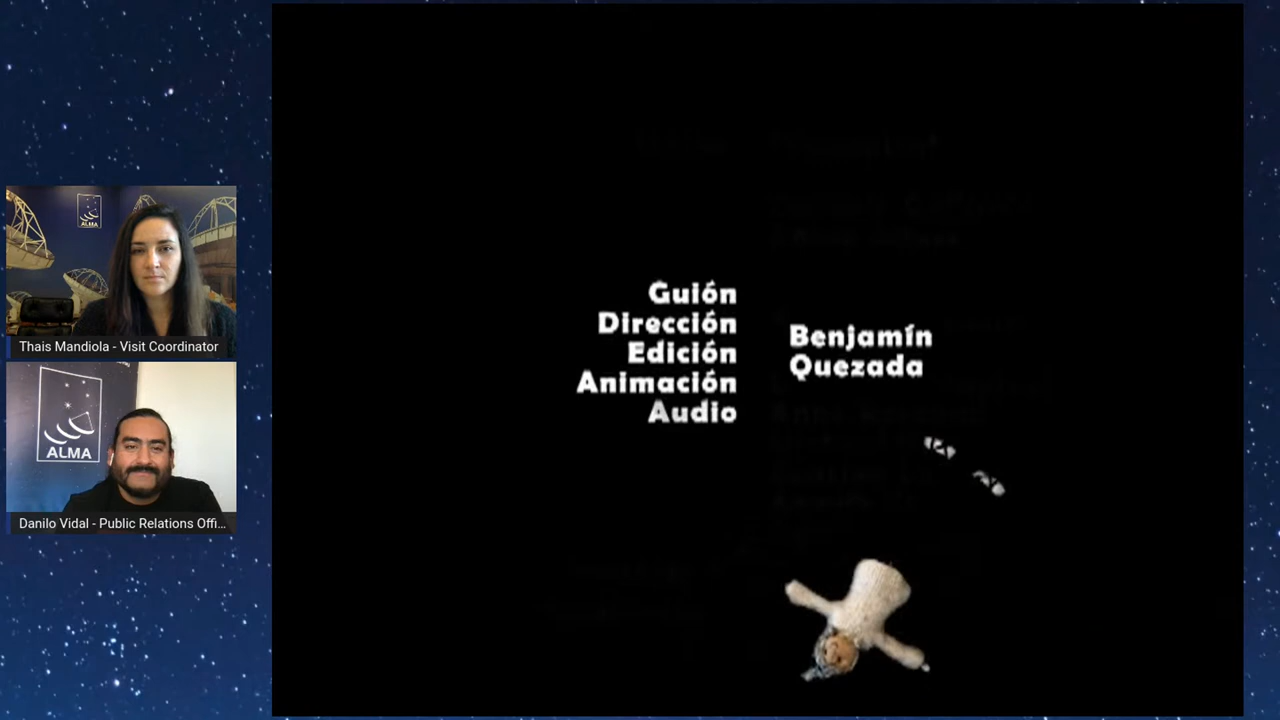 ALMA
Thais Mandiola - Visit Coordinator
ALMA
Danilo Vidal - Public Relations Offi...
Guión
Dirección
Edición
Animación
Audio
Benjamín
Quezada